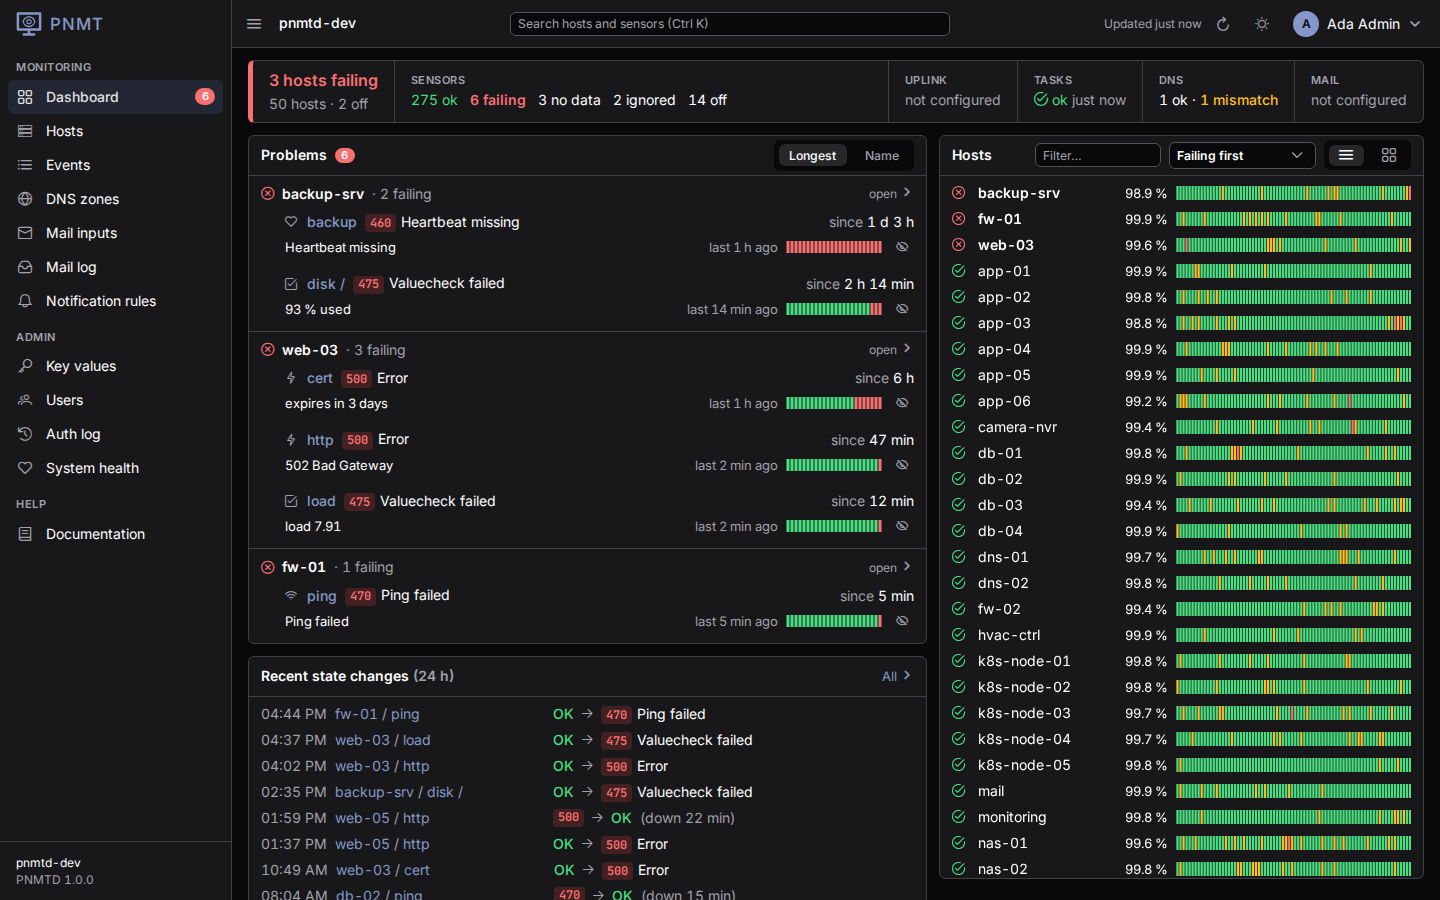 PNMT
MONITORING
Dashboard 6
Hosts
Events
DNS zones
Mail inputs
Mail log
Notification rules
ADMIN
Key values
Users
Auth log
System health
HELP
Documentation
pnmtd-dev
PNMTD 1.0.0
pnmtd-dev
Search hosts and sensors (Ctrl K)
Updated just now
A Ada Admin
3 hosts failing
50 hosts · 2 off
SENSORS
275 ok 6 failing 3 no data 2 ignored 14 off
UPLINK
not configured
TASKS
ok just now
DNS
1 ok · 1 mismatch
MAIL
not configured
Problems 6
Longest Name
backup-srv · 2 failing open
backup 460 Heartbeat missing since 1 d 3 h
Heartbeat missing last 1 h ago
disk / 475 Valuecheck failed since 2 h 14 min
93 % used last 14 min ago
web-03 · 3 failing open
cert 500 Error since 6 h
expires in 3 days last 1 h ago
http 500 Error since 47 min
502 Bad Gateway last 2 min ago
load 475 Valuecheck failed since 12 min
load 7.91 last 2 min ago
fw-01 · 1 failing open
ping 470 Ping failed since 5 min
Ping failed last 5 min ago
Recent state changes (24 h) All
04:44 PM fw-01 / ping OK → 470 Ping failed
04:37 PM web-03 / load OK → 475 Valuecheck failed
04:02 PM web-03 / http OK → 500 Error
02:35 PM backup-srv / disk / OK → 475 Valuecheck failed
01:59 PM web-05 / http 500 → OK (down 22 min)
01:37 PM web-05 / http OK → 500 Error
10:49 AM web-03 / cert OK → 500 Error
08:04 AM db-02 / ping 470 → OK (down 15 min)
Hosts
Filter...
Failing first
backup-srv 98.9 %
fw-01 99.9 %
web-03 99.6 %
app-01 99.9 %
app-02 99.8 %
app-03 98.8 %
app-04 99.9 %
app-05 99.9 %
app-06 99.2 %
camera-nvr 99.4 %
db-01 99.8 %
db-02 99.9 %
db-03 99.4 %
db-04 99.9 %
dns-01 99.7 %
dns-02 99.8 %
fw-02 99.4 %
hvac-ctrl 99.9 %
k8s-node-01 99.8 %
k8s-node-02 99.8 %
k8s-node-03 99.7 %
k8s-node-04 99.7 %
k8s-node-05 99.8 %
mail 99.9 %
monitoring 99.8 %
nas-01 99.6 %
nas-02 99.8 %